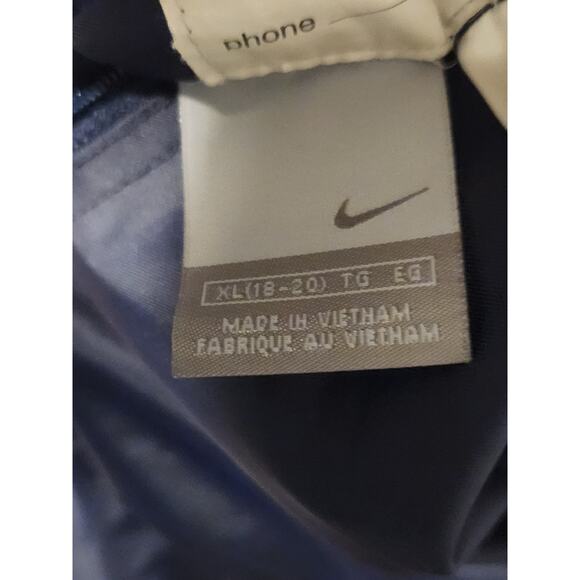 phone
XL(18-20) TG EG
MADE IN VIETNAM
FABRIQUE AU VIETNAM